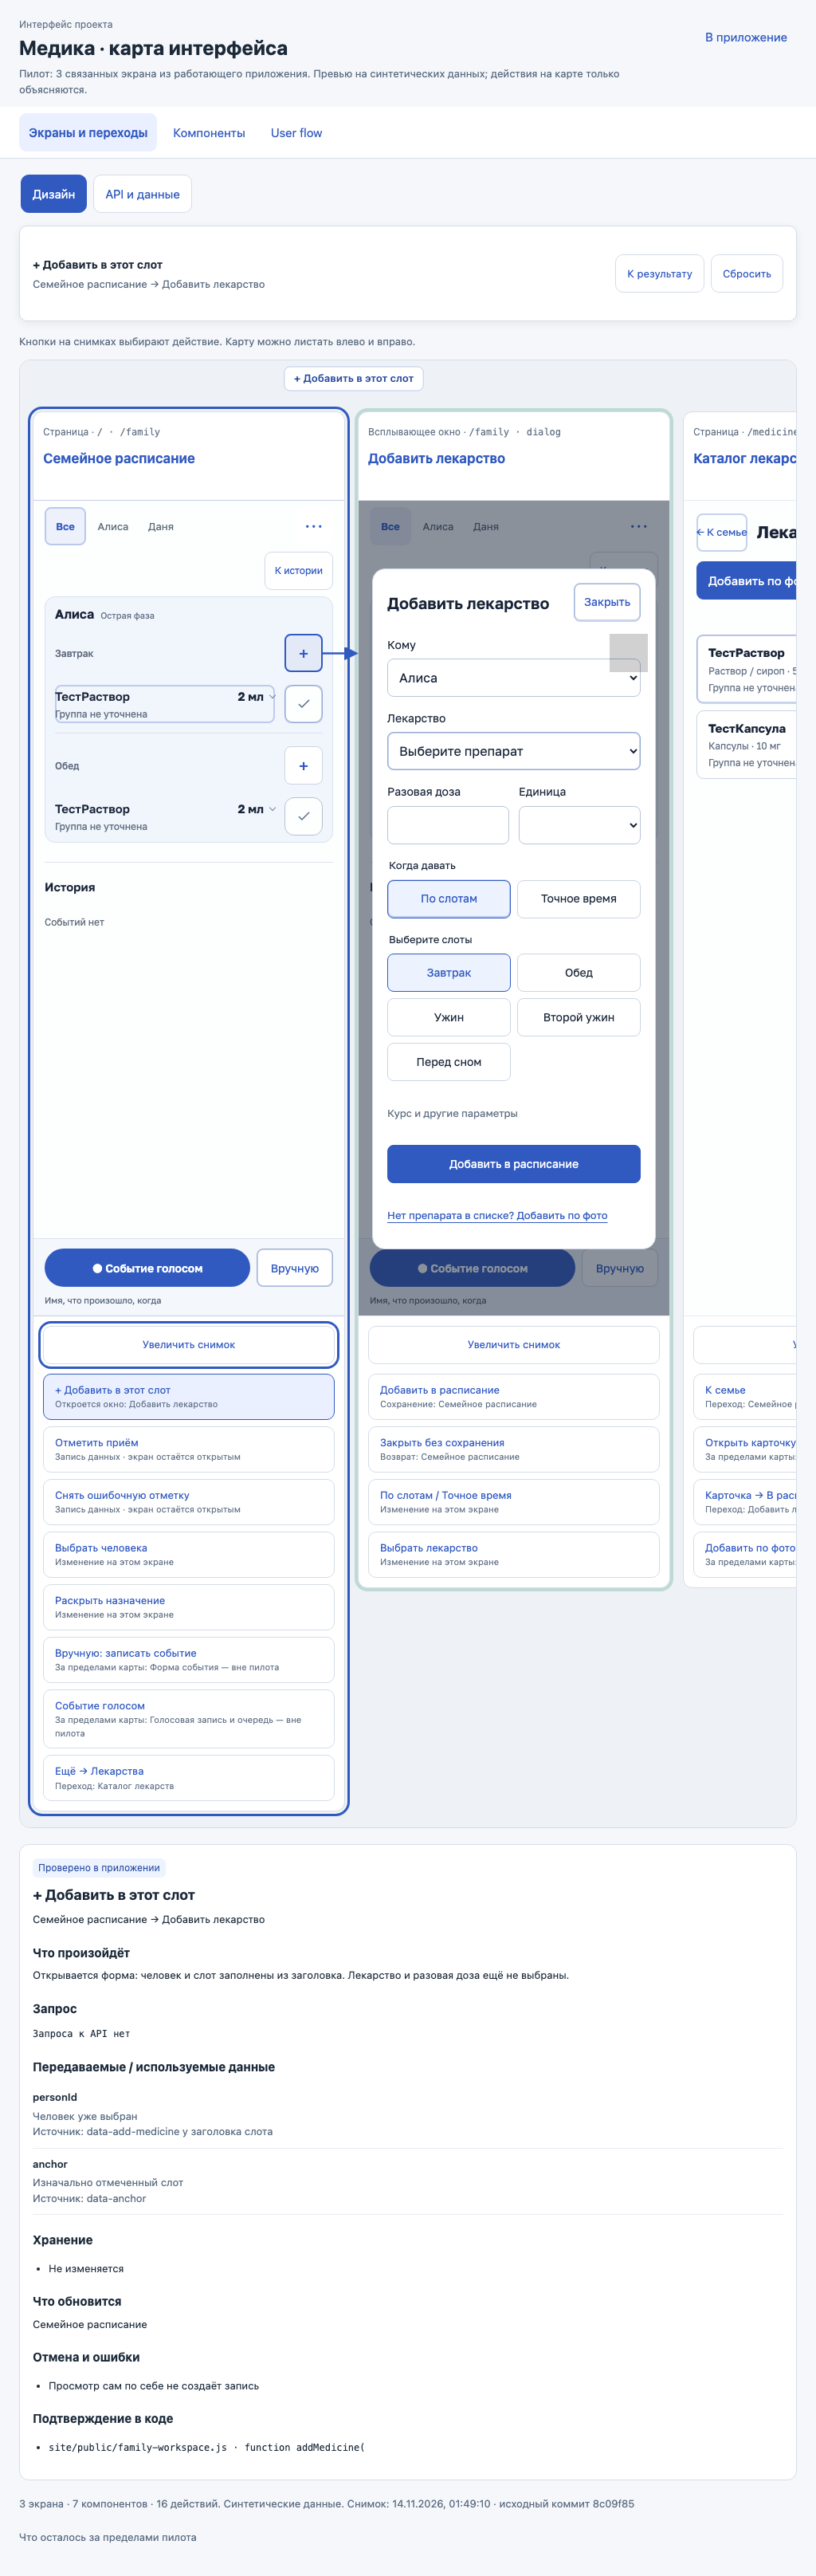 Интерфейс проекта
Медика · карта интерфейса
В приложение
Пилот: 3 связанных экрана из работающего приложения. Превью на синтетических данных; действия на карте только
объясняются.
Экраны и переходы
Компоненты
User flow
Дизайн
API и данные
+ Добавить в этот слот
Семейное расписание → Добавить лекарство
К результату
Сбросить
Кнопки на снимках выбирают действие. Карту можно листать влево и вправо.
+ Добавить в этот слот
Страница · / · /family
Семейное расписание
Все
Алиса
Даня
К истории
Алиса Острая фаза
Завтрак
+
ТестРаствор
2 мл
Группа не уточнена
Обед
+
ТестРаствор
2 мл
Группа не уточнена
История
Событий нет
Событие голосом
Вручную
Имя, что произошло, когда
Увеличить снимок
+ Добавить в этот слот
Откроется окно: Добавить лекарство
Отметить приём
Запись данных · экран остаётся открытым
Снять ошибочную отметку
Запись данных · экран остаётся открытым
Выбрать человека
Изменение на этом экране
Раскрыть назначение
Изменение на этом экране
Вручную: записать событие
За пределами карты: Форма события — вне пилота
Событие голосом
За пределами карты: Голосовая запись и очередь — вне
пилота
Ещё → Лекарства
Переход: Каталог лекарств
Всплывающее окно · /family · dialog
Добавить лекарство
Все
Алиса
Даня
Добавить лекарство
Закрыть
Кому
Алиса
Лекарство
Выберите препарат
Разовая доза
Единица
Когда давать
По слотам
Точное время
Выберите слоты
Завтрак
Обед
Ужин
Второй ужин
Перед сном
Курс и другие параметры
Добавить в расписание
Нет препарата в списке? Добавить по фото
Событие голосом
Вручную
Имя, что произошло, когда
Увеличить снимок
Добавить в расписание
Сохранение: Семейное расписание
Закрыть без сохранения
Возврат: Семейное расписание
По слотам / Точное время
Изменение на этом экране
Выбрать лекарство
Изменение на этом экране
Страница · /medicine
Каталог лекарс
← К семье
Лека
Добавить по фо
ТестРаствор
Раствор / сироп · 5
Группа не уточнена
ТестКапсула
Капсулы · 10 мг
Группа не уточнена
К семье
Переход: Семейное
Открыть карточку
За пределами карты:
Карточка → В рас
Переход: Добавить л
Добавить по фото
За пределами карты:
Проверено в приложении
+ Добавить в этот слот
Семейное расписание → Добавить лекарство
Что произойдёт
Открывается форма: человек и слот заполнены из заголовка. Лекарство и разовая доза ещё не выбраны.
Запрос
Запроса к API нет
Передаваемые / используемые данные
personId
Человек уже выбран
Источник: data-add-medicine у заголовка слота
anchor
Изначально отмеченный слот
Источник: data-anchor
Хранение
• Не изменяется
Что обновится
Семейное расписание
Отмена и ошибки
• Просмотр сам по себе не создаёт запись
Подтверждение в коде
• site/public/family-workspace.js · function addMedicine(
3 экрана · 7 компонентов · 16 действий. Синтетические данные. Снимок: 14.11.2026, 01:49:10 · исходный коммит 8c09f85
Что осталось за пределами пилота